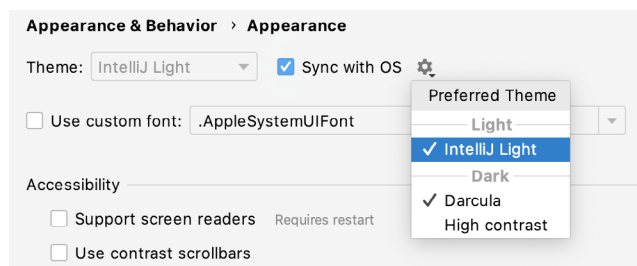 Appearance & Behavior › Appearance
Theme: IntelliJ Light Sync with OS
Preferred Theme
Use custom font: .AppleSystemUIFont
Light
IntelliJ Light
Dark
Accessibility
Darcula
Support screen readers Requires restart
High contrast
Use contrast scrollbars